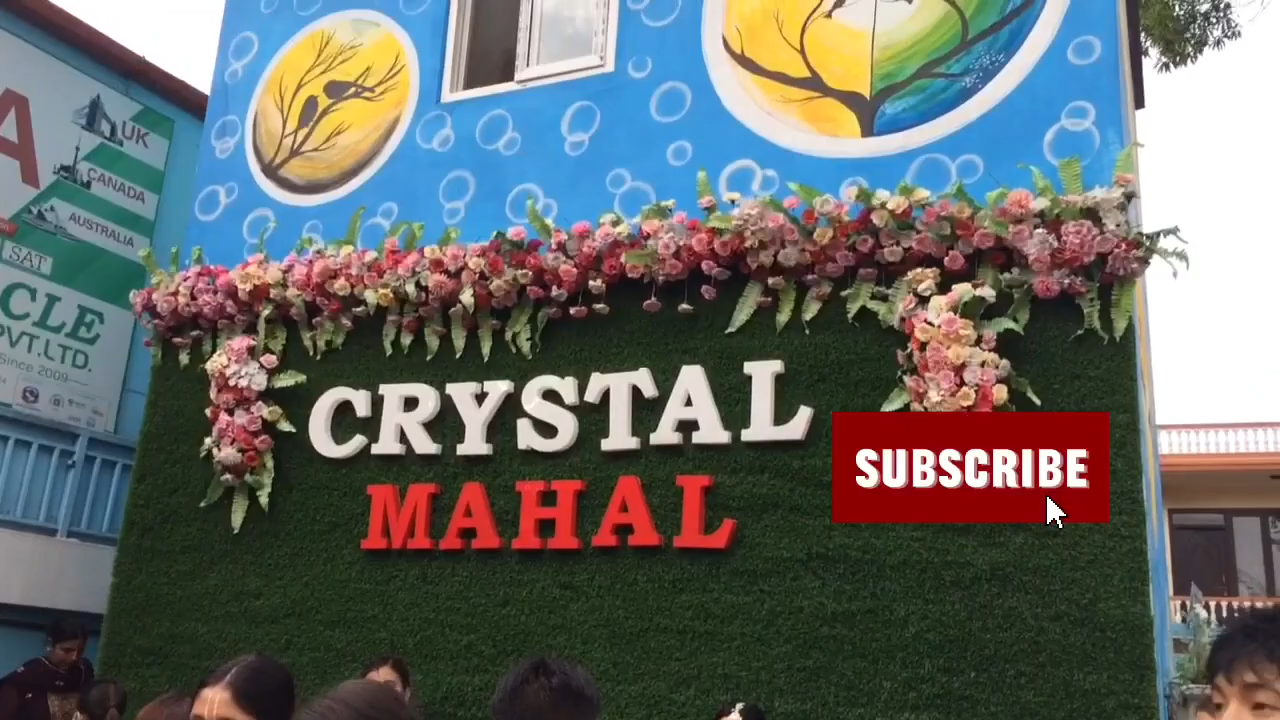 A
UK
CANADA
AUSTRALIA
SAT
CLE
PVT.LTD.
Since 2009
CRYSTAL
MAHAL
SUBSCRIBE